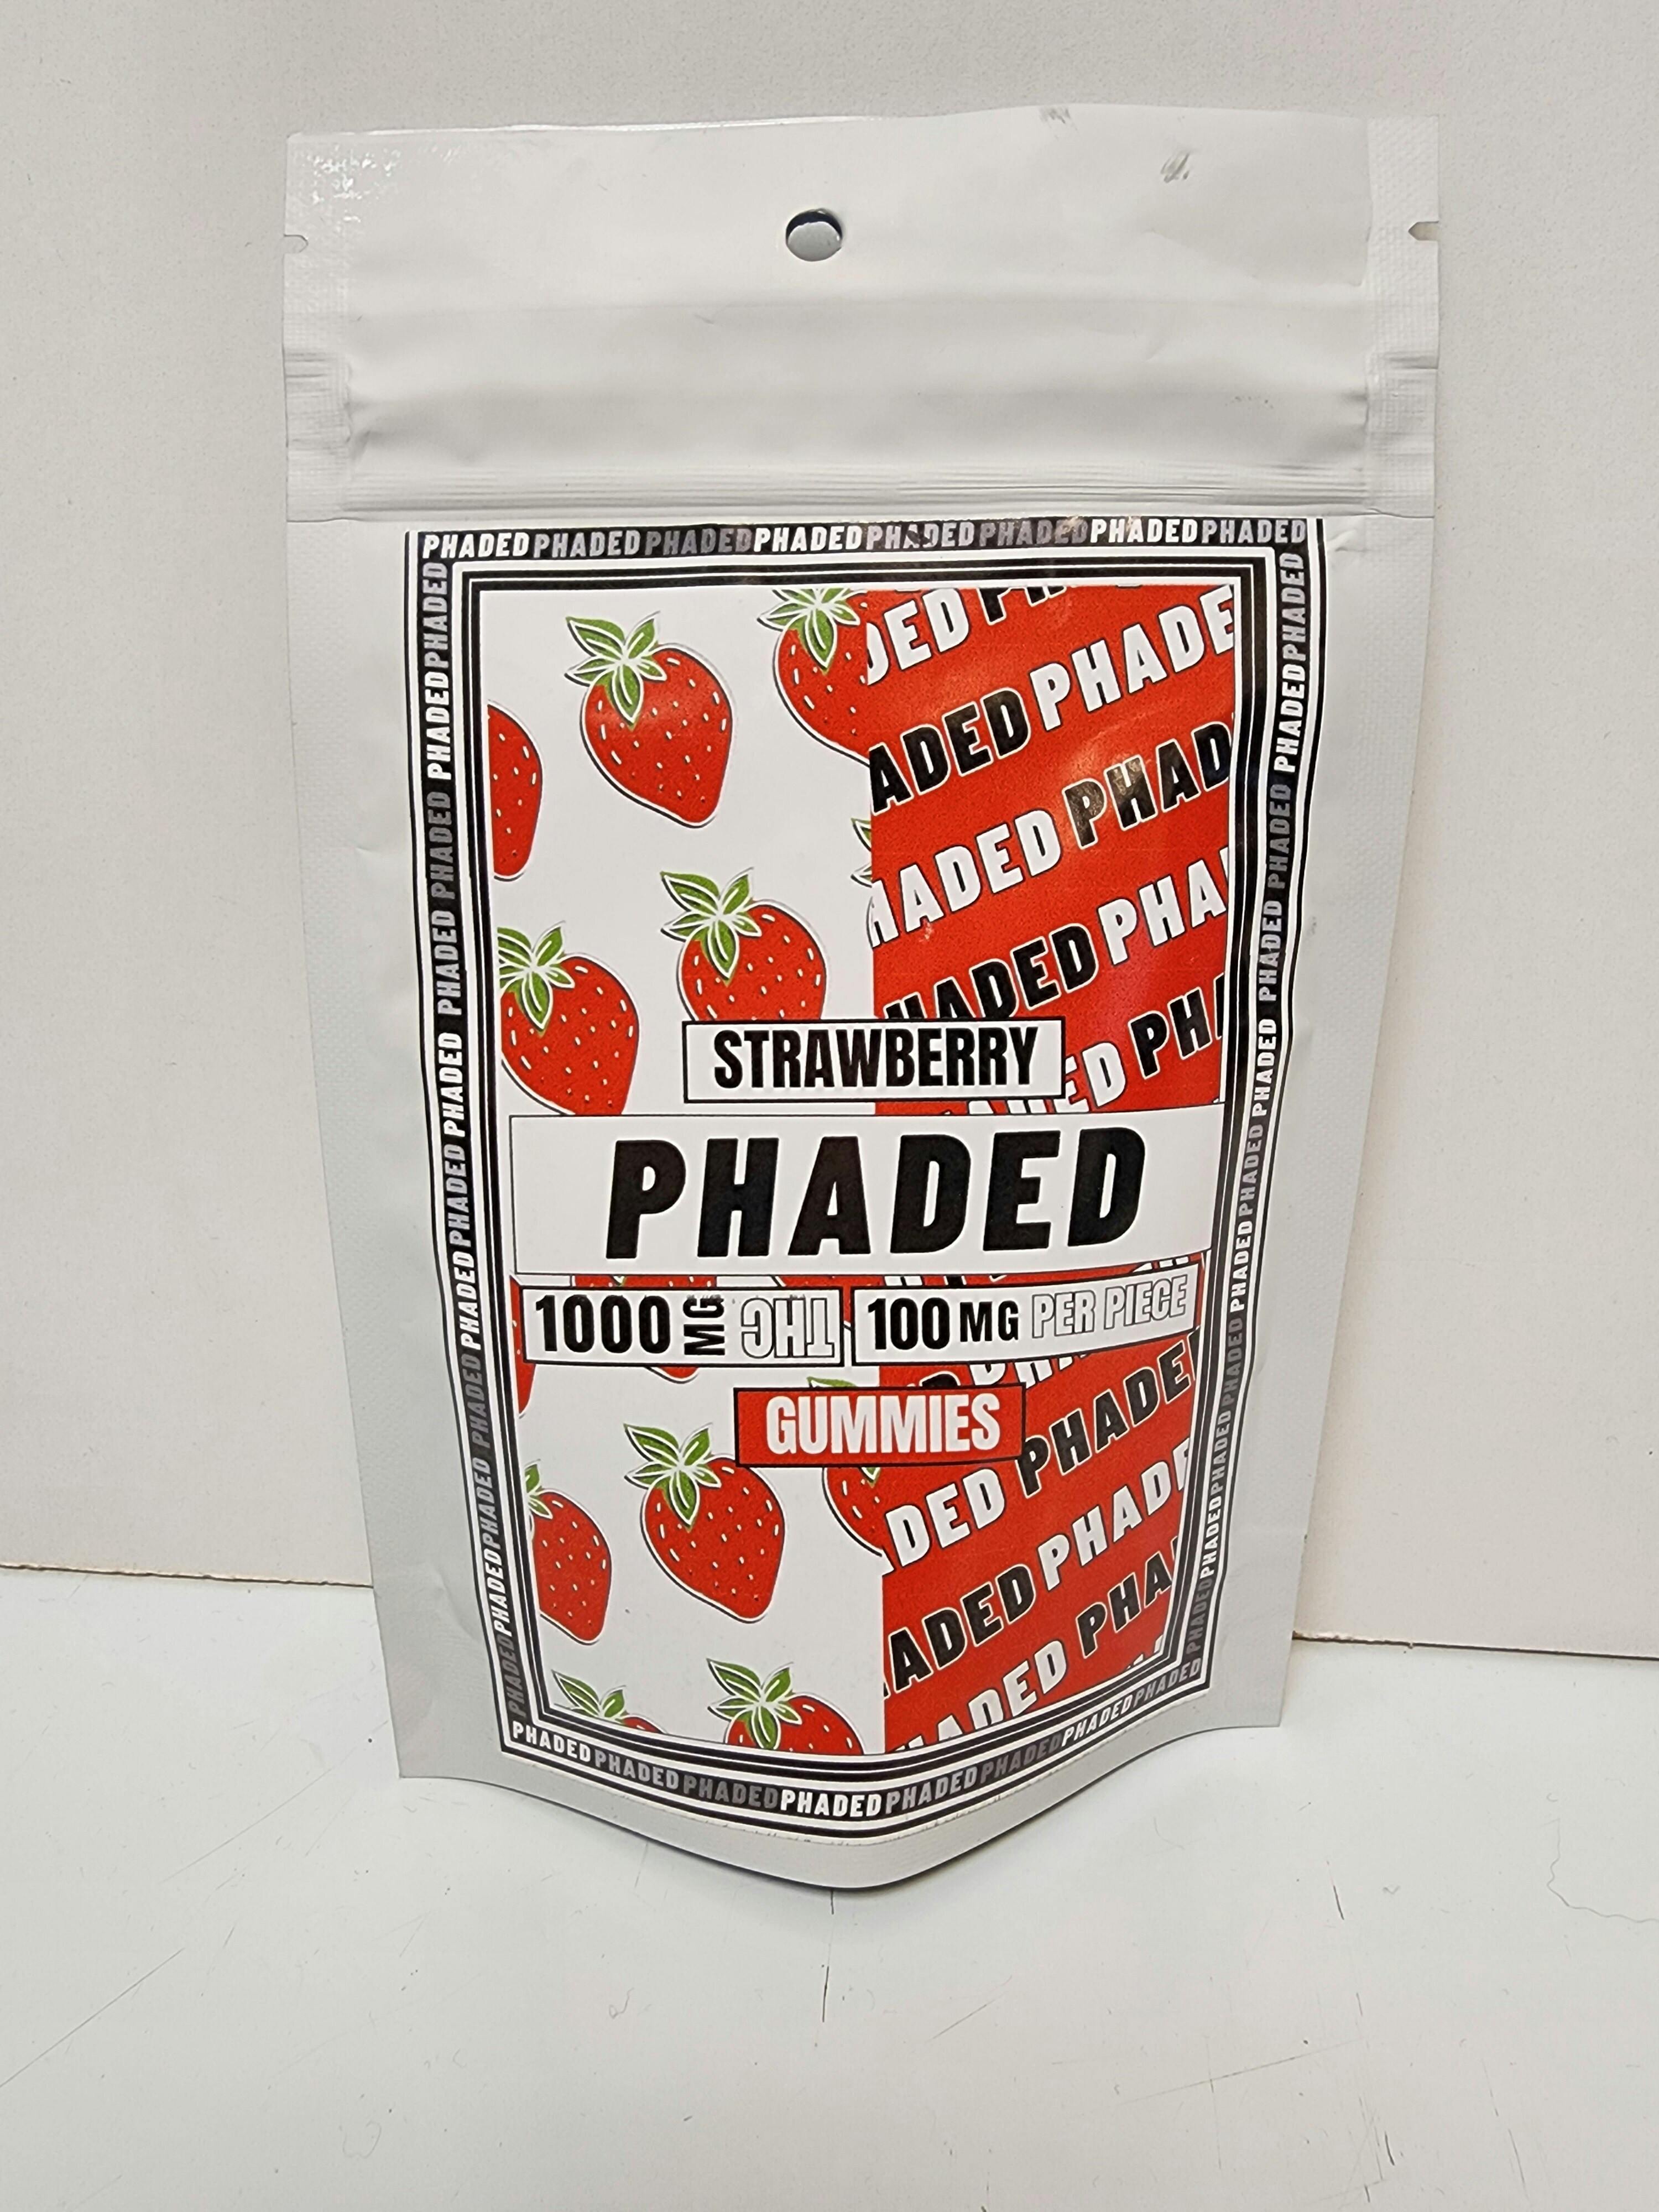 PHADED PHADED PHADED PHADED PHADED PHADED PHADED PHADED
STRAWBERRY
PHADED
1000 MG THC
100 MG PER PIECE
GUMMIES
PHADED PHADED PHADED PHADED PHADED PHADED PHADED